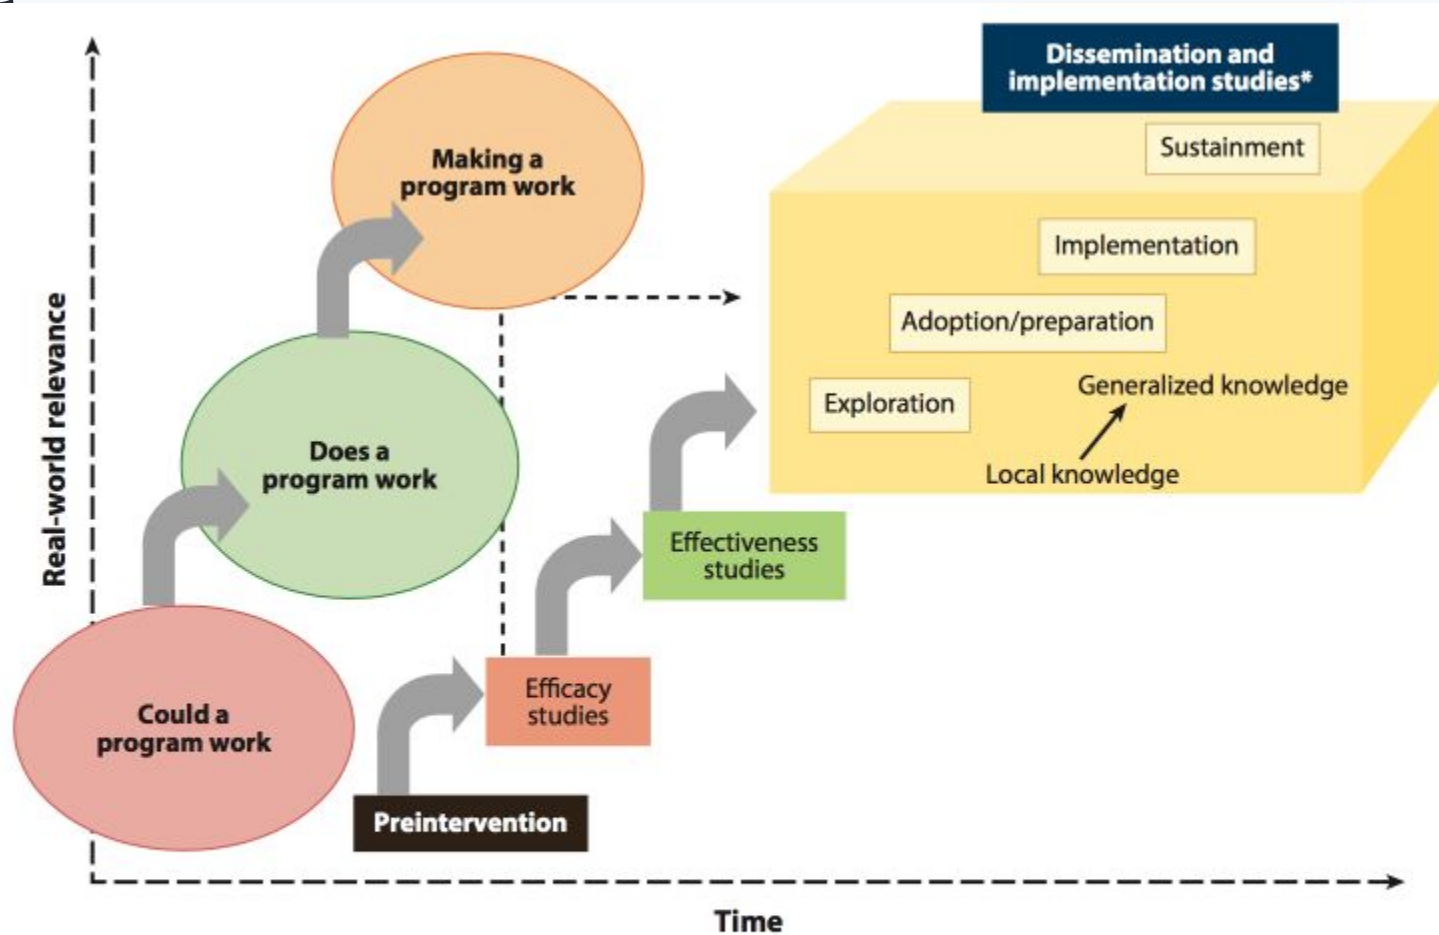 Dissemination and
implementation studies*
Sustainment
Making a
program work
Implementation
Adoption/preparation
Generalized knowledge
Exploration
Local knowledge
Real-world relevance
Does a
program work
Effectiveness
studies
Efficacy
studies
Could a
program work
Preintervention
Time